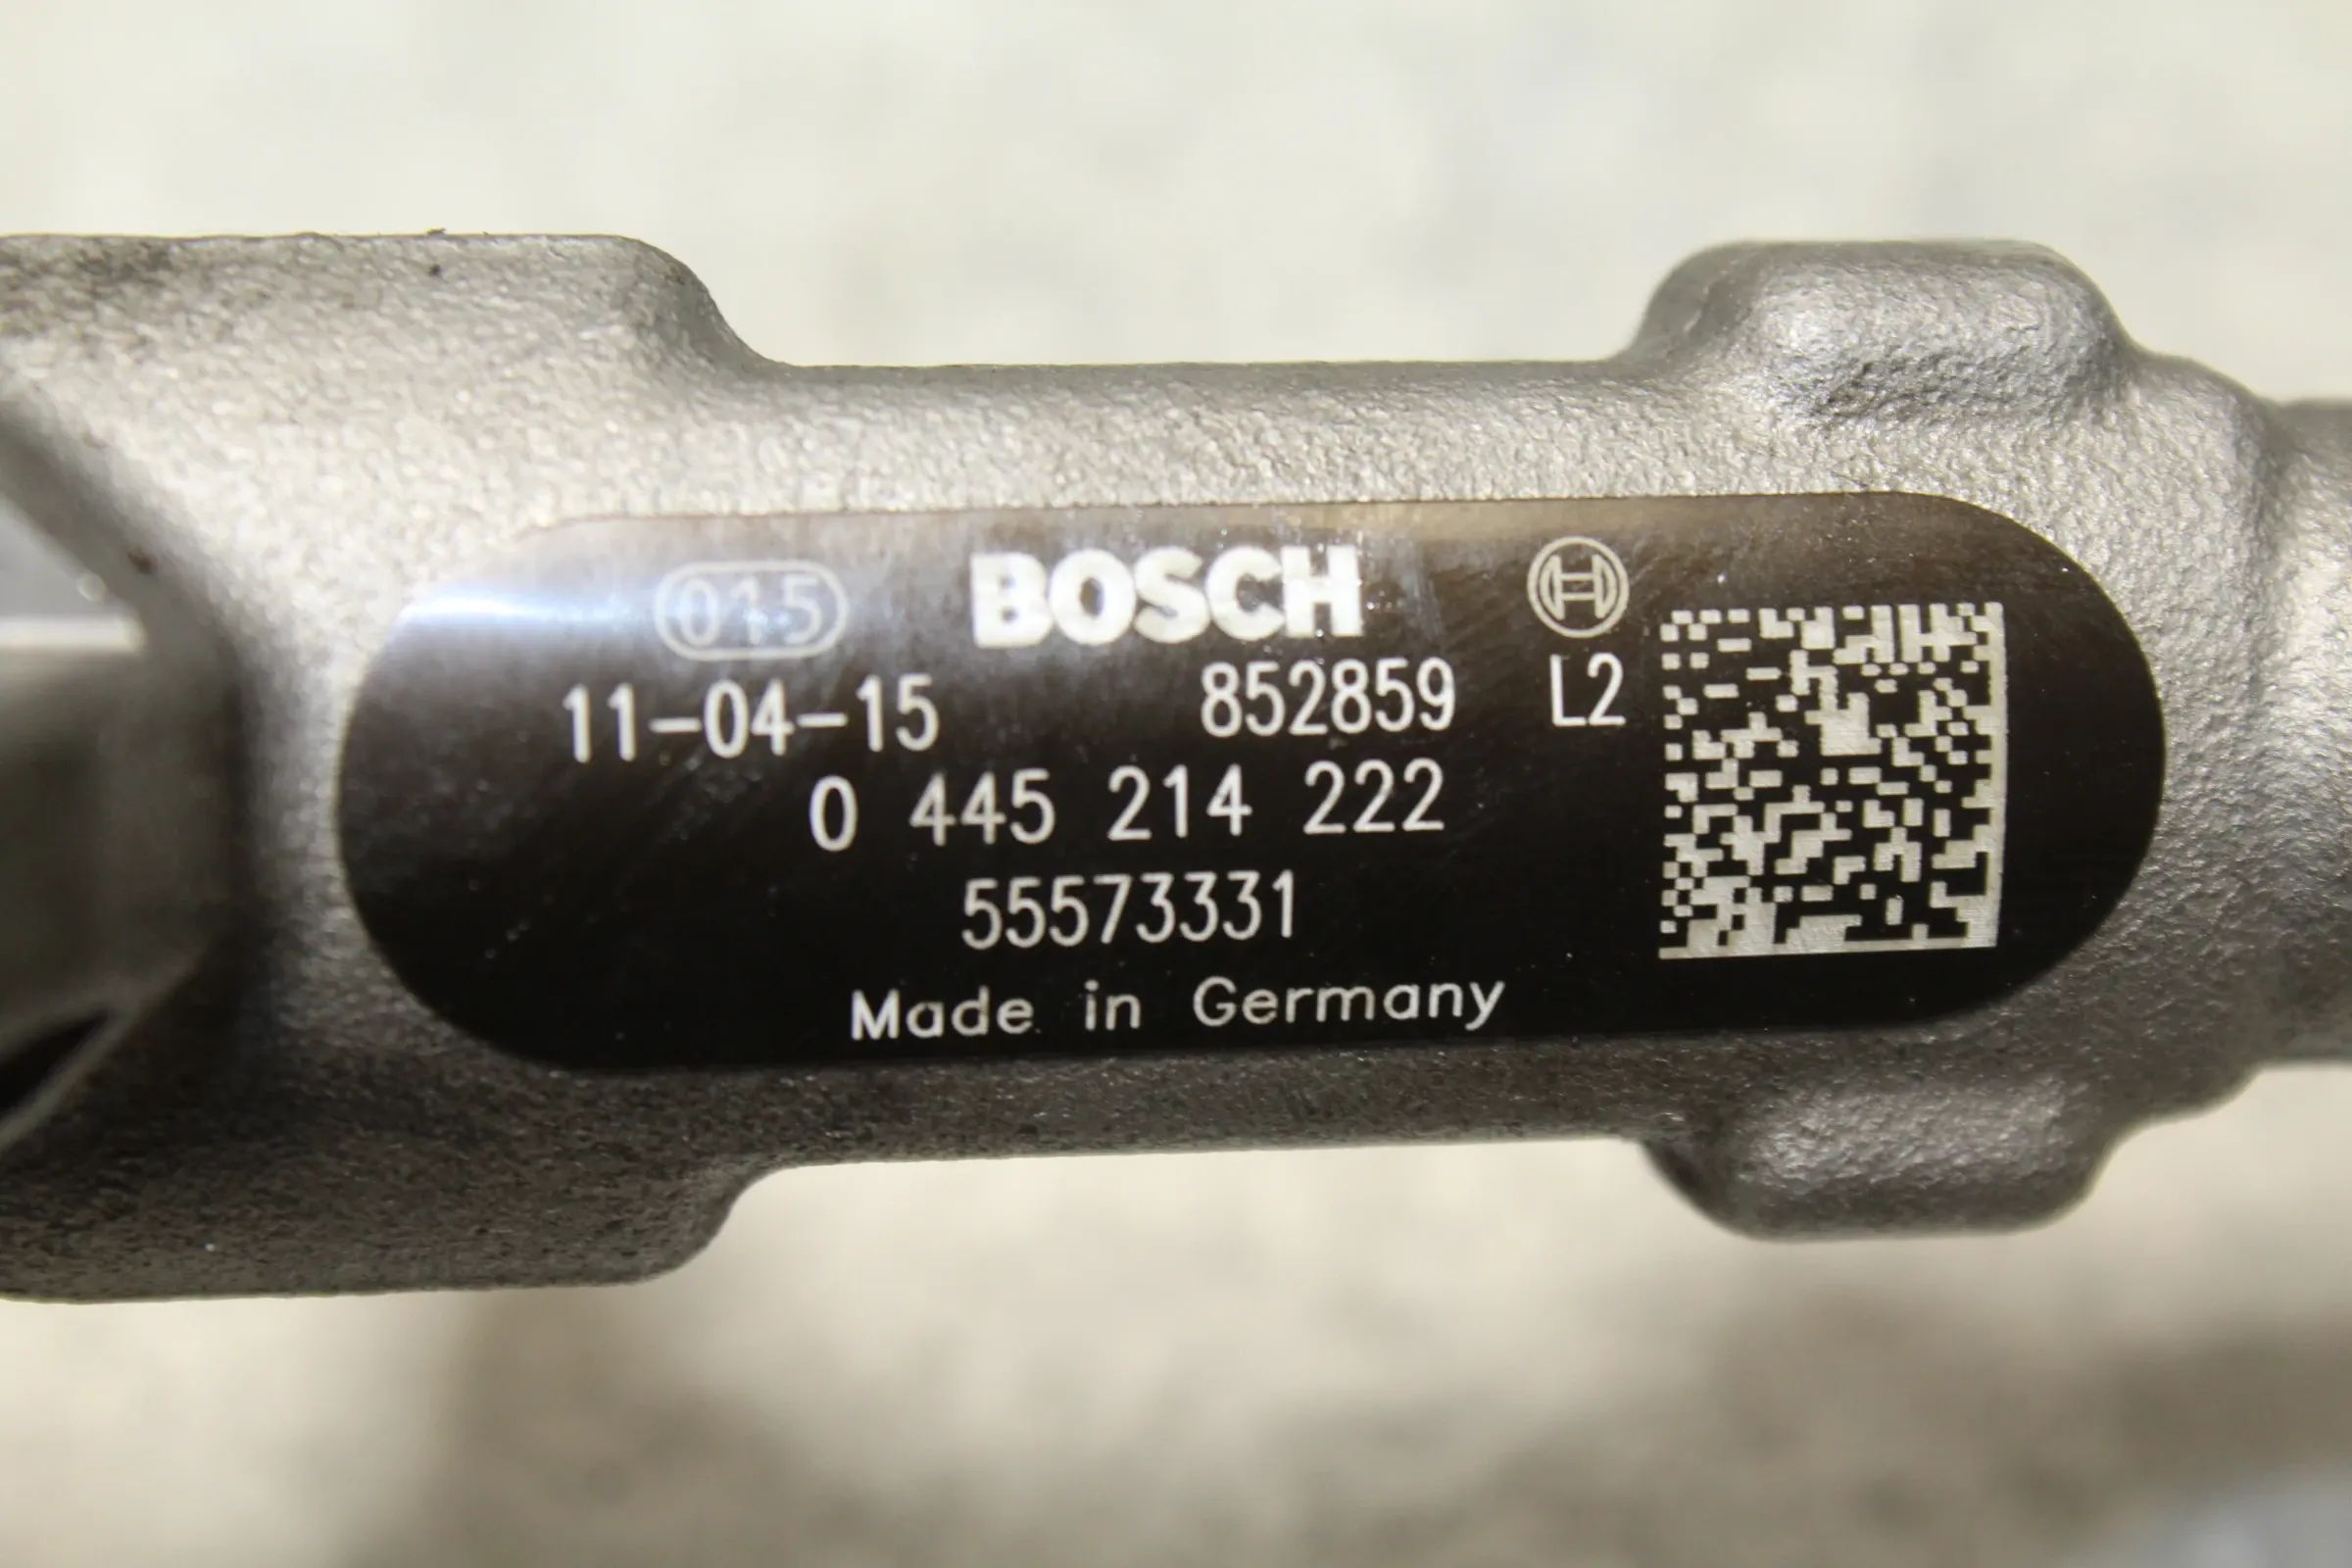 015 BOSCH
11-04-15 852859 L2
0 445 214 222
55573331
Made in Germany